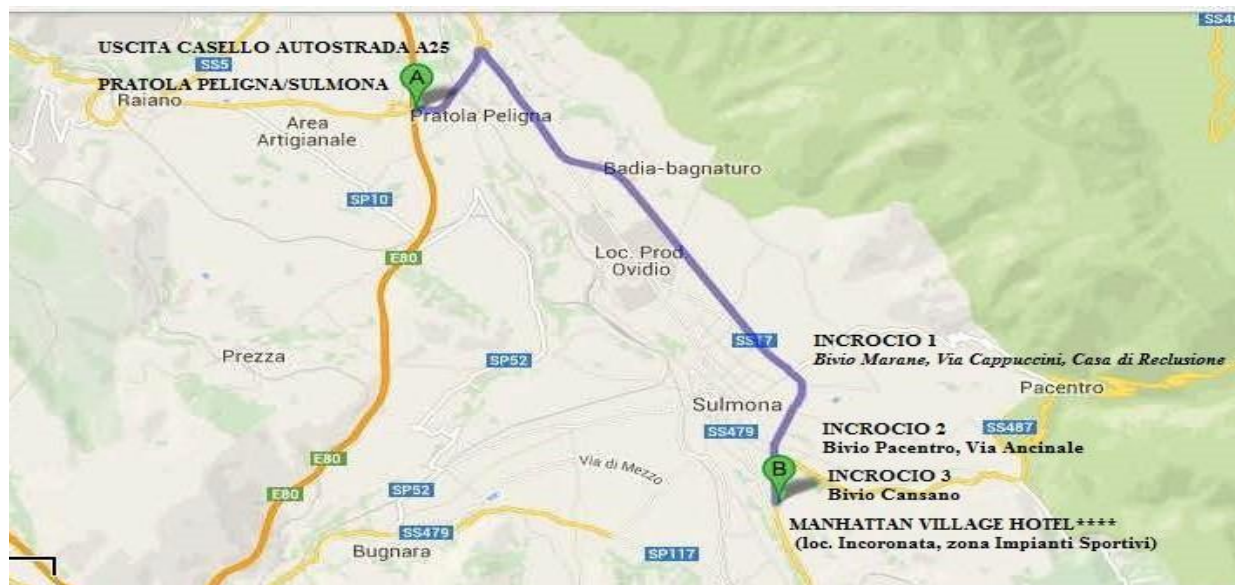 SS48
USCITA CASELLO AUTOSTRADA A25
SS5
A
PRATOLA PELIGNA/SULMONA
Raiano
Pratola Peligna
Area
Artigianale
Badia-bagnaturo
SP10
Loc. Prod.
Ovidio
E80
SS17
INCROCIO 1
Bivio Marane, Via Cappuccini, Casa di Reclusione
Prezza
SP52
Pacentro
Sulmona
SS479
INCROCIO 2
SS487
Bivio Pacentro, Via Ancinale
E80
Via di Mezzo
B
INCROCIO 3
Bivio Cansano
SP52
E80
MANHATTAN VILLAGE HOTEL****
(loc. Incoronata, zona Impianti Sportivi)
SS479
Bugnara
SP117